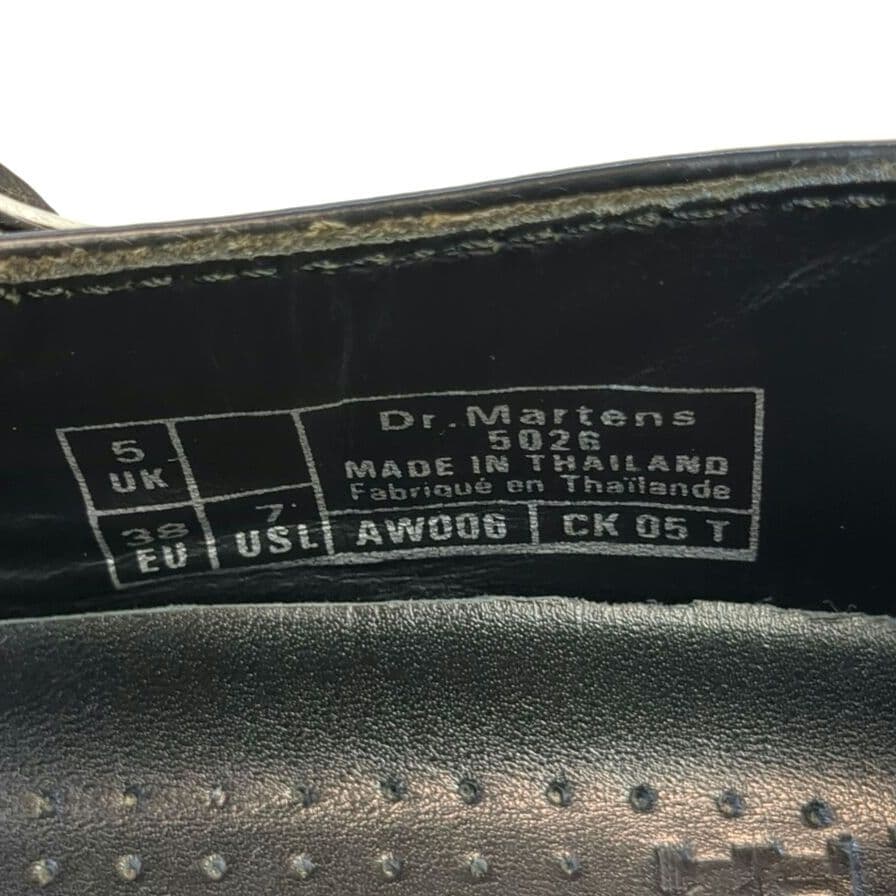 5
UK
38
EU
7
USL
Dr. Martens
5026
MADE IN THAILAND
Fabriqué en Thaïlande
AW006
CK 05 T